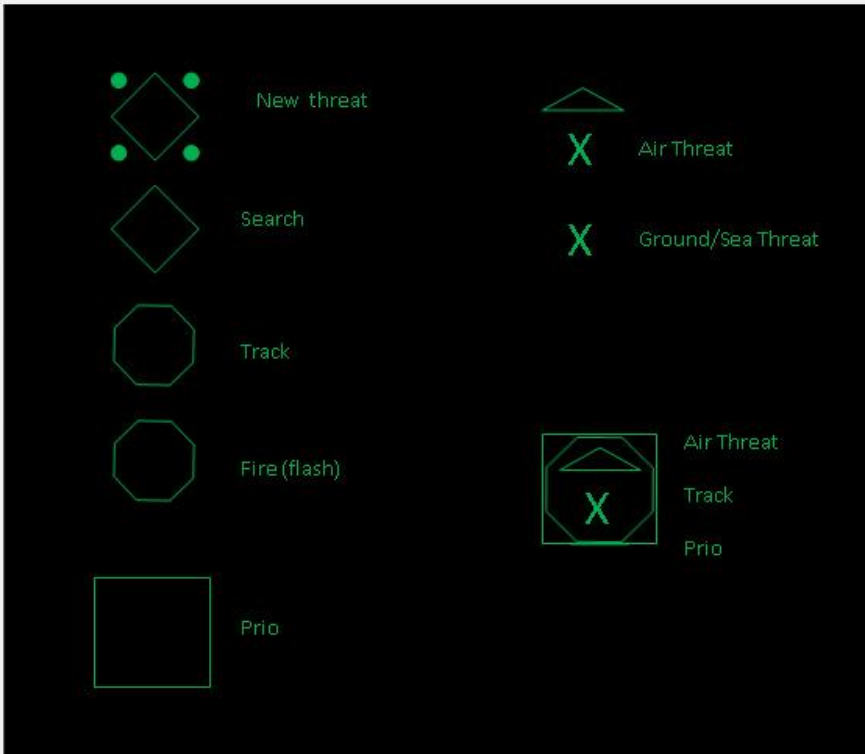 New threat
Search
Track
Fire (flash)
Prio
X
Air Threat
X
Ground/Sea Threat
Air Threat
X
Track
Prio